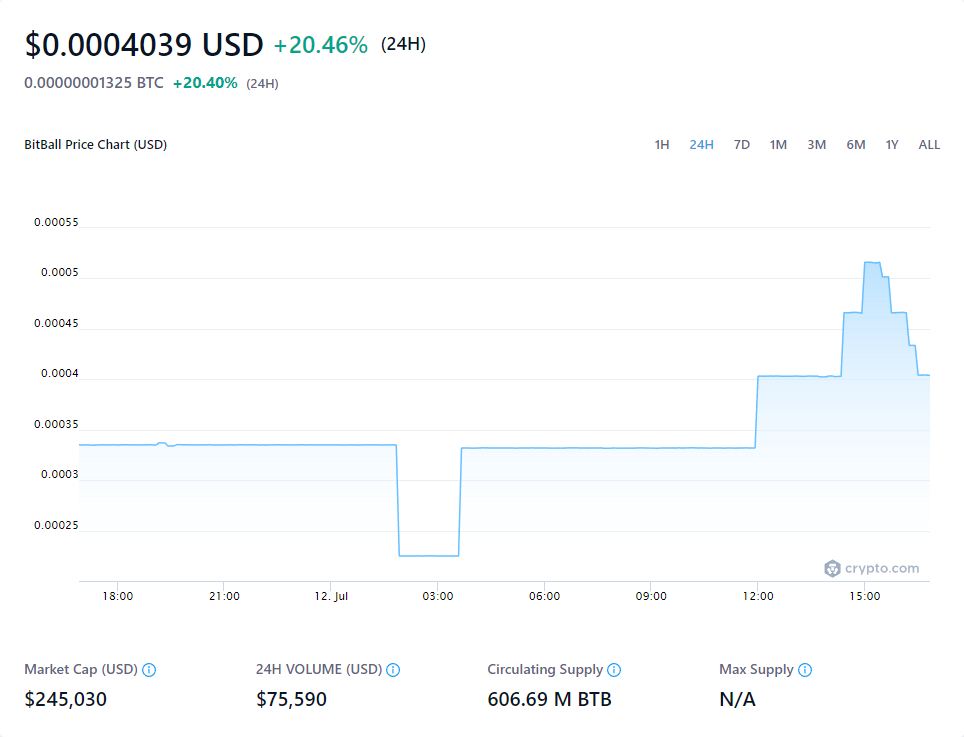 $0.0004039 USD +20.46% (24H)
0.00000001325 BTC +20.40% (24H)
BitBall Price Chart (USD) 1H 24H 7D 1M 3M 6M 1Y ALL
0.00055
0.0005
0.00045
0.0004
0.00035
0.0003
0.00025
crypto.com
18:00 21:00 12. Jul 03:00 06:00 09:00 12:00 15:00
Market Cap (USD) 24H VOLUME (USD) Circulating Supply Max Supply
$245,030 $75,590 606.69 M BTB N/A